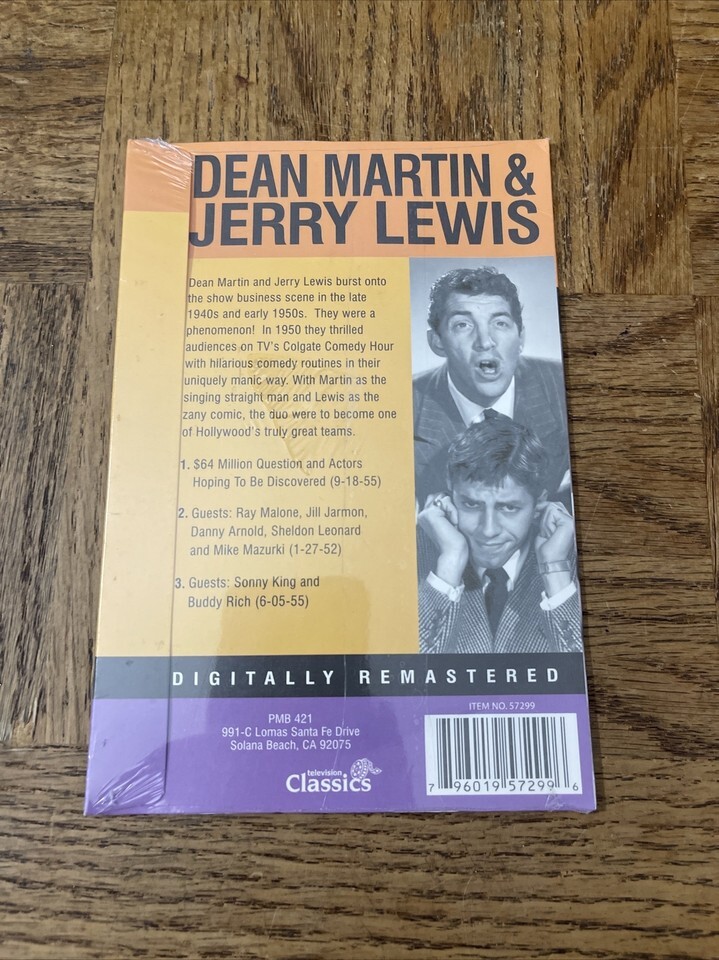 DEAN MARTIN &
JERRY LEWIS
Dean Martin and Jerry Lewis burst onto
the show business scene in the late
1940s and early 1950s. They were a
phenomenon! In 1950 they thrilled
audiences on TV's Colgate Comedy Hour
with hilarious comedy routines in their
uniquely manic way. With Martin as the
singing straight man and Lewis as the
zany comic, the duo were to become one
of Hollywood's truly great teams.
1. $64 Million Question and Actors
Hoping To Be Discovered (9-18-55)
2. Guests: Ray Malone, Jill Jarmon,
Danny Arnold, Sheldon Leonard
and Mike Mazurki (1-27-52)
3. Guests: Sonny King and
Buddy Rich (6-05-55)
DIGITALLY REMASTERED
PMB 421
991-C Lomas Santa Fe Drive
Solana Beach, CA 92075
television
Classics
ITEM NO. 57299
7 96019 57299 6